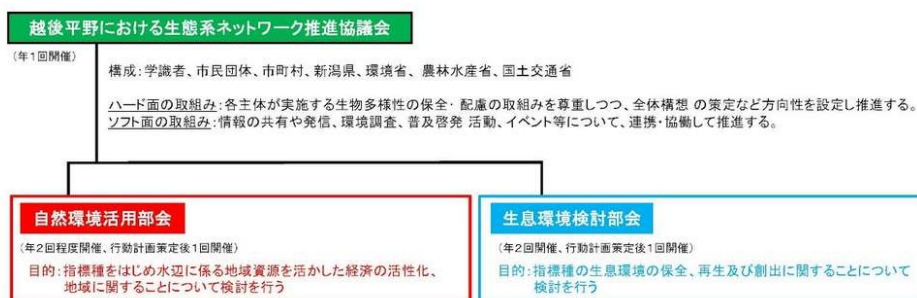 越後平野における生態系ネットワーク推進協議会
(年1回開催)
構成:学識者、市民団体、市町村、新潟県、環境省、 農林水産省、国土交通省
ハード面の取組み:各主体が実施する生物多様性の保全・ 配慮の取組みを尊重しつつ、全体構想 の策定など方向性を設定し推進する。
ソフト面の取組み:情報の共有や発信、環境調査、普及啓発 活動、イベント等について、連携・協働して推進する。
自然環境活用部会
(年2回程度開催、行動計画策定後1回開催)
目的:指標種をはじめ水辺に係る地域資源を活かした経済の活性化、
地域に関することについて検討を行う
生息環境検討部会
(年2回開催、行動計画策定後1回開催)
目的:指標種の生息環境の保全、再生及び創出に関することについて
検討を行う